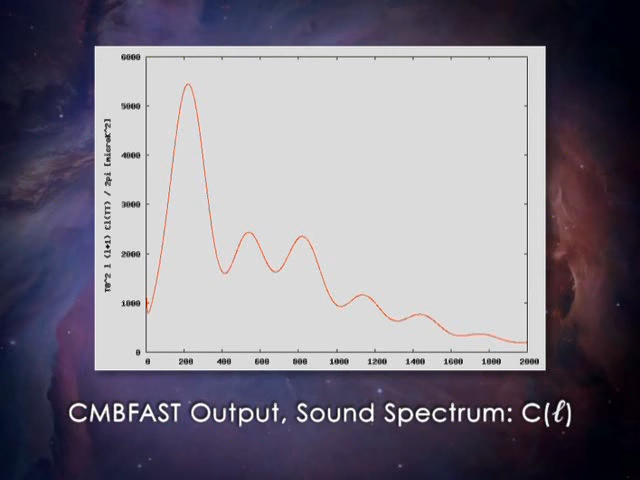 6000
5000
4000
3000
2000
1000
0
T0^2 l (l+1) Cl(TT) / 2pi [microK^2]
0 200 400 600 800 1000 1200 1400 1600 1800 2000
CMBFAST Output, Sound Spectrum: C(ℓ)